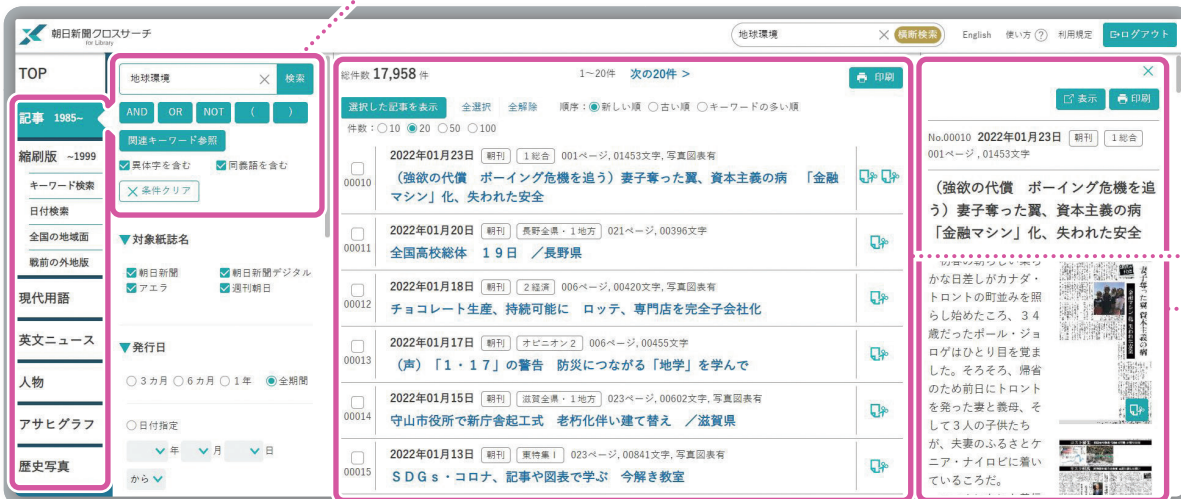 朝日新聞クロスサーチ
for Library
地球環境 × 横断検索
English 使い方 ? 利用規定 ログアウト
TOP
記事 1985~
縮刷版 ~1999
キーワード検索
日付検索
全国の地域面
戦前の外地版
現代用語
英文ニュース
人物
アサヒグラフ
歴史写真
地球環境 × 検索
AND OR NOT ( )
関連キーワード参照
異体字を含む 同義語を含む
× 条件クリア
▼対象紙誌名
朝日新聞 朝日新聞デジタル
アエラ 週刊朝日
▼発行日
3カ月 6カ月 1年 全期間
日付指定
年 月 日
から
総件数 17,958 件 1~20件 次の20件 > 印刷
選択した記事を表示 全選択 全解除 順序: 新しい順 古い順 キーワードの多い順
件数: 10 20 50 100
00010
2022年01月23日 朝刊 1総合 001ページ, 01453文字, 写真図表有
(強欲の代償 ボーイング危機を追う) 妻子奪った翼、資本主義の病 「金融
マシン」化、失われた安全
00011
2022年01月20日 朝刊 長野全県・1地方 021ページ, 00396文字
全国高校総体 19日 /長野県
00012
2022年01月18日 朝刊 2経済 006ページ, 00420文字, 写真図表有
チョコレート生産、持続可能に ロッテ、専門店を完全子会社化
00013
2022年01月17日 朝刊 オピニオン2 006ページ, 00455文字
(声) 「1・17」の警告 防災につながる「地学」を学んで
00014
2022年01月15日 朝刊 滋賀全県・1地方 023ページ, 00602文字, 写真図表有
守山市役所で新庁舎起工式 老朽化伴い建て替え /滋賀県
00015
2022年01月13日 朝刊 東特集I 023ページ, 00841文字, 写真図表有
SDGs・コロナ、記事や図表で学ぶ 今解き教室
×
表示 印刷
No.00010 2022年01月23日 朝刊 1総合
001ページ , 01453文字
(強欲の代償 ボーイング危機を追
う) 妻子奪った翼、資本主義の病
「金融マシン」化、失われた安全
かな日差しがカナダ・
トロントの町並みを照
らし始めたころ、34
歳だったポール・ジョ
ロゲはひとり目を覚ま
した。そろそろ、帰省
のため前日にトロント
を発った妻と義母、そ
して3人の子供たち
が、夫妻のふるさとケ
ニア・ナイロビに着い
ているころだ。
妻子奪った翼 資本主義の病